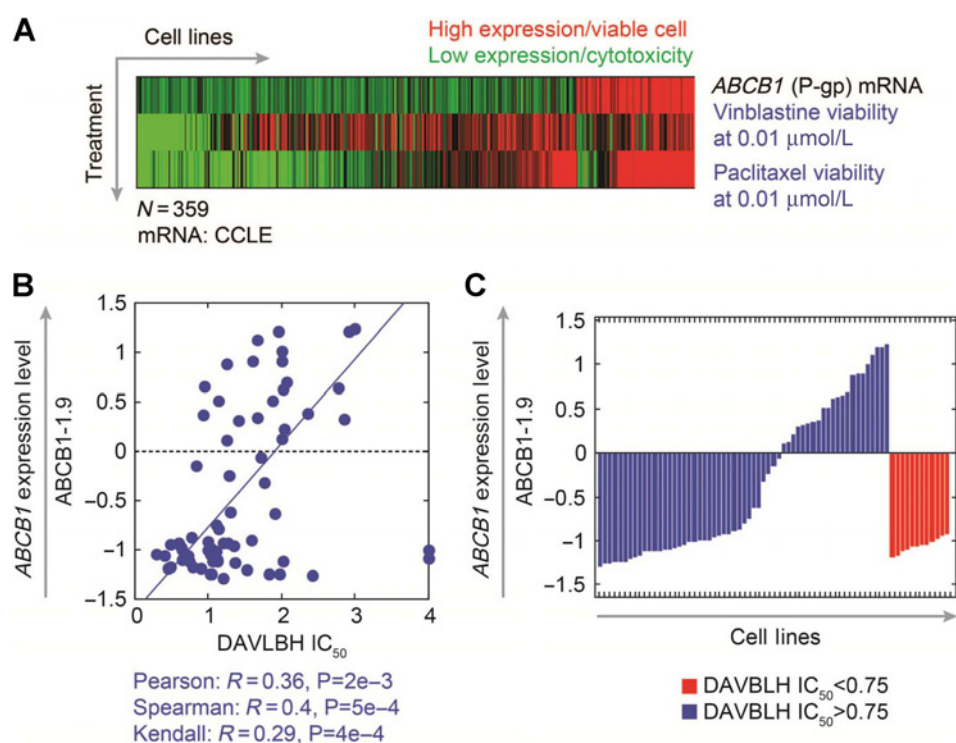 A
Cell lines
High expression/viable cell
Low expression/cytotoxicity
Treatment
ABCB1 (P-gp) mRNA
Vinblastine viability
at 0.01 μmol/L
Paclitaxel viability
at 0.01 μmol/L
N = 359
mRNA: CCLE
B
ABCB1 expression level
ABCB1-1.9
1.5
1
0.5
0
−0.5
−1
−1.5
0 1 2 3 4
DAVLBH IC50
Pearson: R = 0.36, P=2e−3
Spearman: R = 0.4, P=5e−4
Kendall: R = 0.29, P=4e−4
C
ABCB1 expression level
ABCB1-1.9
1.5
1
0.5
0
−0.5
−1
−1.5
Cell lines
DAVBLH IC50<0.75
DAVBLH IC50>0.75